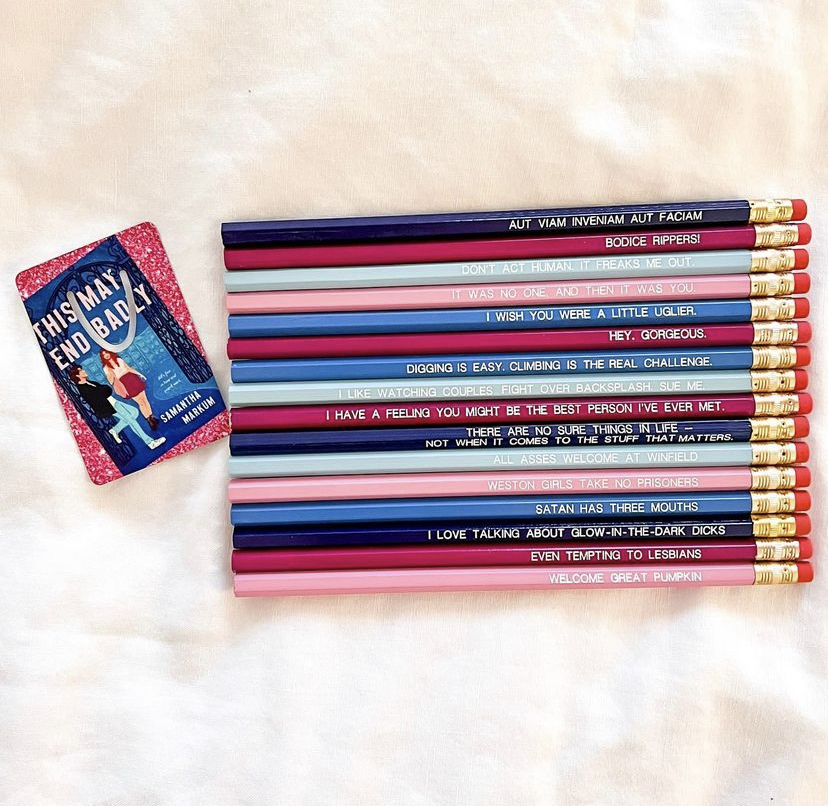 THIS MAY
END BADLY
SAMANTHA
MARKUM
AUT VIAM INVENIAM AUT FACIAM
BODICE RIPPERS!
DON'T ACT HUMAN. IT FREAKS ME OUT.
IT WAS NO ONE. AND THEN IT WAS YOU.
I WISH YOU WERE A LITTLE UGLIER.
HEY, GORGEOUS.
DIGGING IS EASY. CLIMBING IS THE REAL CHALLENGE.
I LIKE WATCHING COUPLES FIGHT OVER BACKSPLASH. SUE ME.
I HAVE A FEELING YOU MIGHT BE THE BEST PERSON I'VE EVER MET.
THERE ARE NO SURE THINGS IN LIFE –
NOT WHEN IT COMES TO THE STUFF THAT MATTERS.
ALL ASSES WELCOME AT WINFIELD
WESTON GIRLS TAKE NO PRISONERS
SATAN HAS THREE MOUTHS
I LOVE TALKING ABOUT GLOW-IN-THE-DARK DICKS
EVEN TEMPTING TO LESBIANS
WELCOME GREAT PUMPKIN